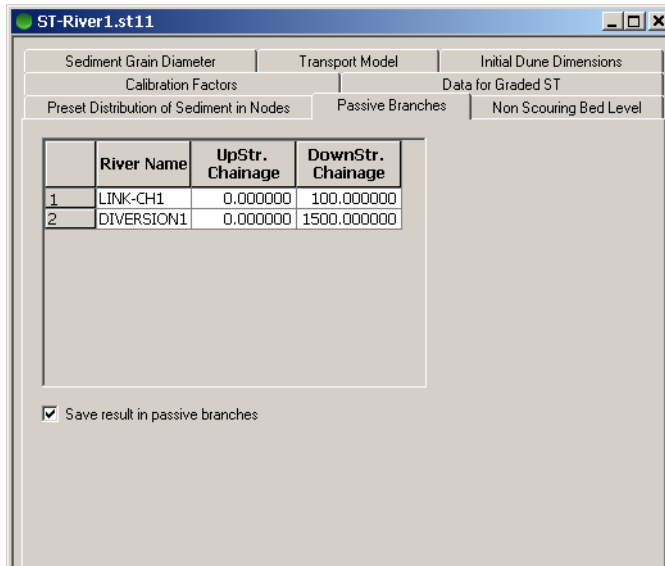 ST-River1.st11
Sediment Grain Diameter Transport Model Initial Dune Dimensions
Calibration Factors Data for Graded ST
Preset Distribution of Sediment in Nodes Passive Branches Non Scouring Bed Level
River Name UpStr. Chainage DownStr. Chainage
1 LINK-CH1 0.000000 100.000000
2 DIVERSION1 0.000000 1500.000000
Save result in passive branches